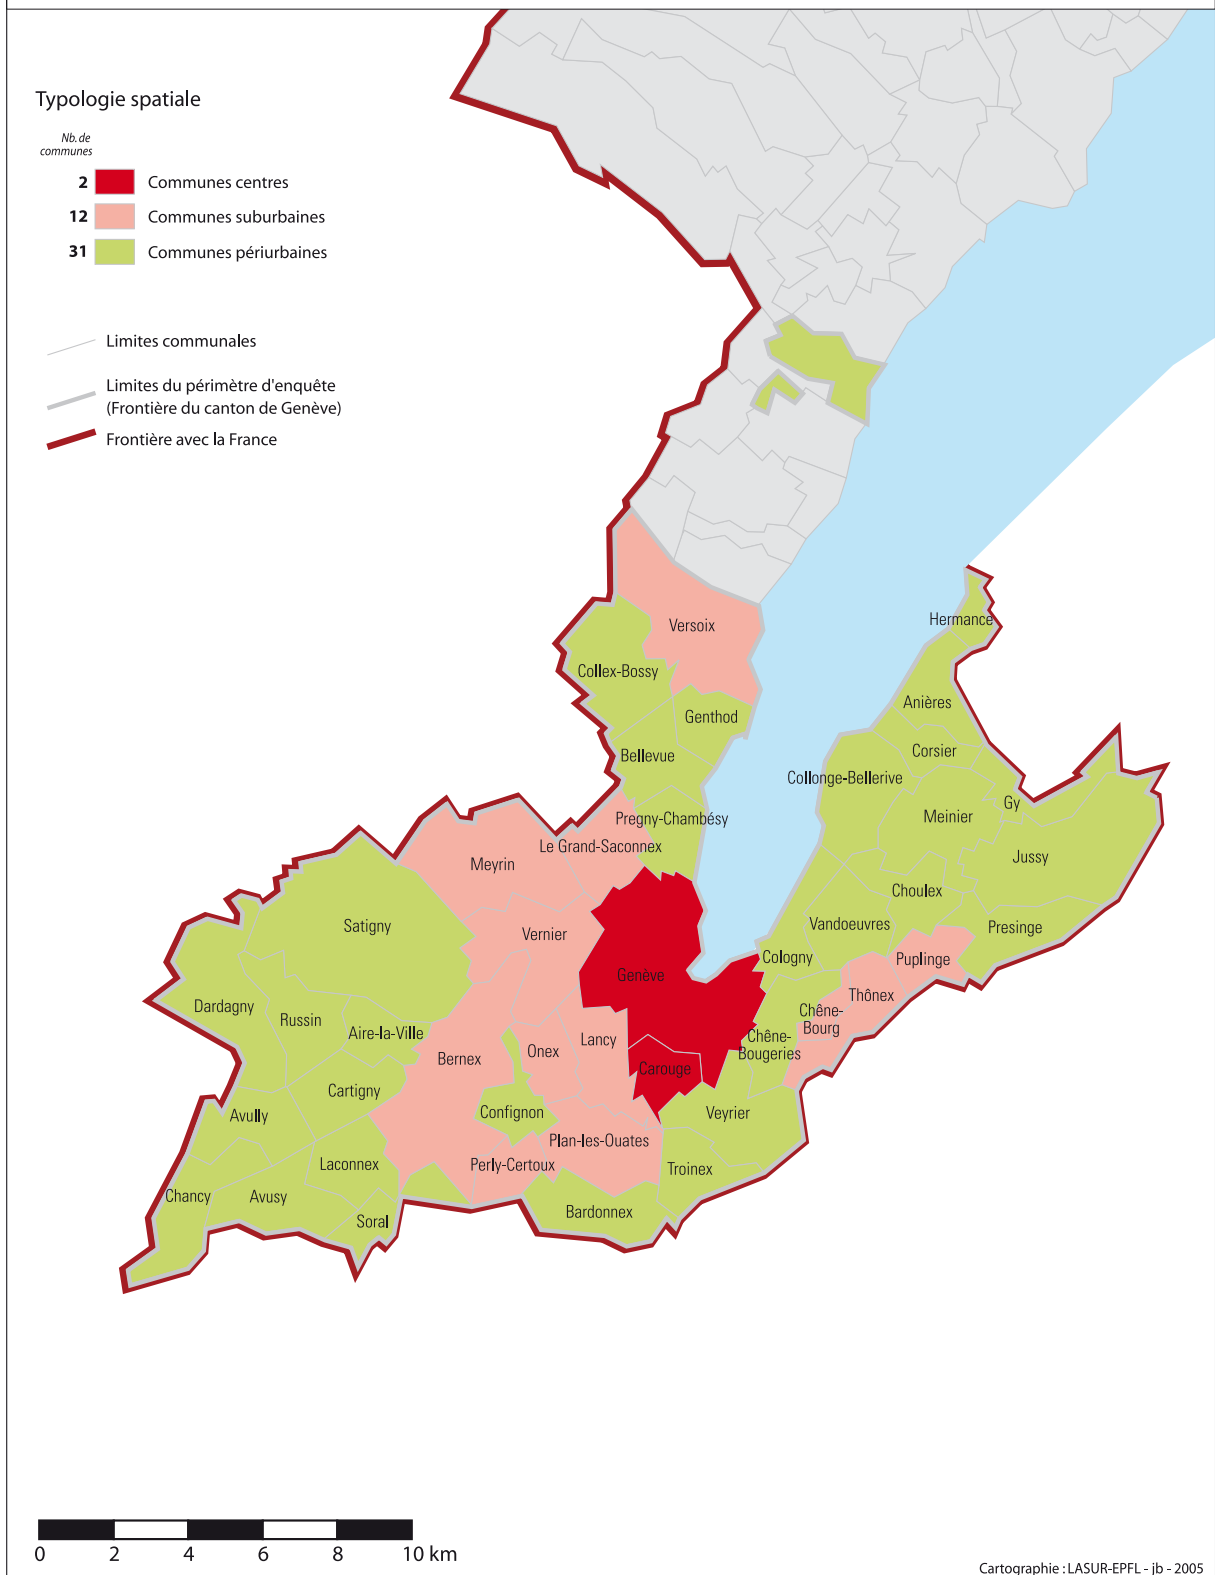 Typologie spatiale
Nb. de
communes
2 Communes centres
12 Communes suburbaines
31 Communes périurbaines
Limites communales
Limites du périmètre d'enquête
(Frontière du canton de Genève)
Frontière avec la France
Hermance
Versoix
Collex-Bossy
Anières
Genthod
Corsier
Bellevue
Collonge-Bellerive
Gy
Meinier
Pregny-Chambésy
Le Grand-Saconnex
Jussy
Meyrin
Choulex
Vandoeuvres
Satigny
Presinge
Vernier
Cologny
Puplinge
Genève
Thônex
Dardagny
Chêne-
Bourg
Russin
Aire-la-Ville
Chêne-
Bougeries
Lancy
Onex
Bernex
Carouge
Cartigny
Confignon
Veyrier
Avully
Plan-les-Ouates
Laconnex
Perly-Certoux
Troinex
Chancy
Avusy
Bardonnex
Soral
0 2 4 6 8 10 km
Cartographie : LASUR-EPFL - jb - 2005